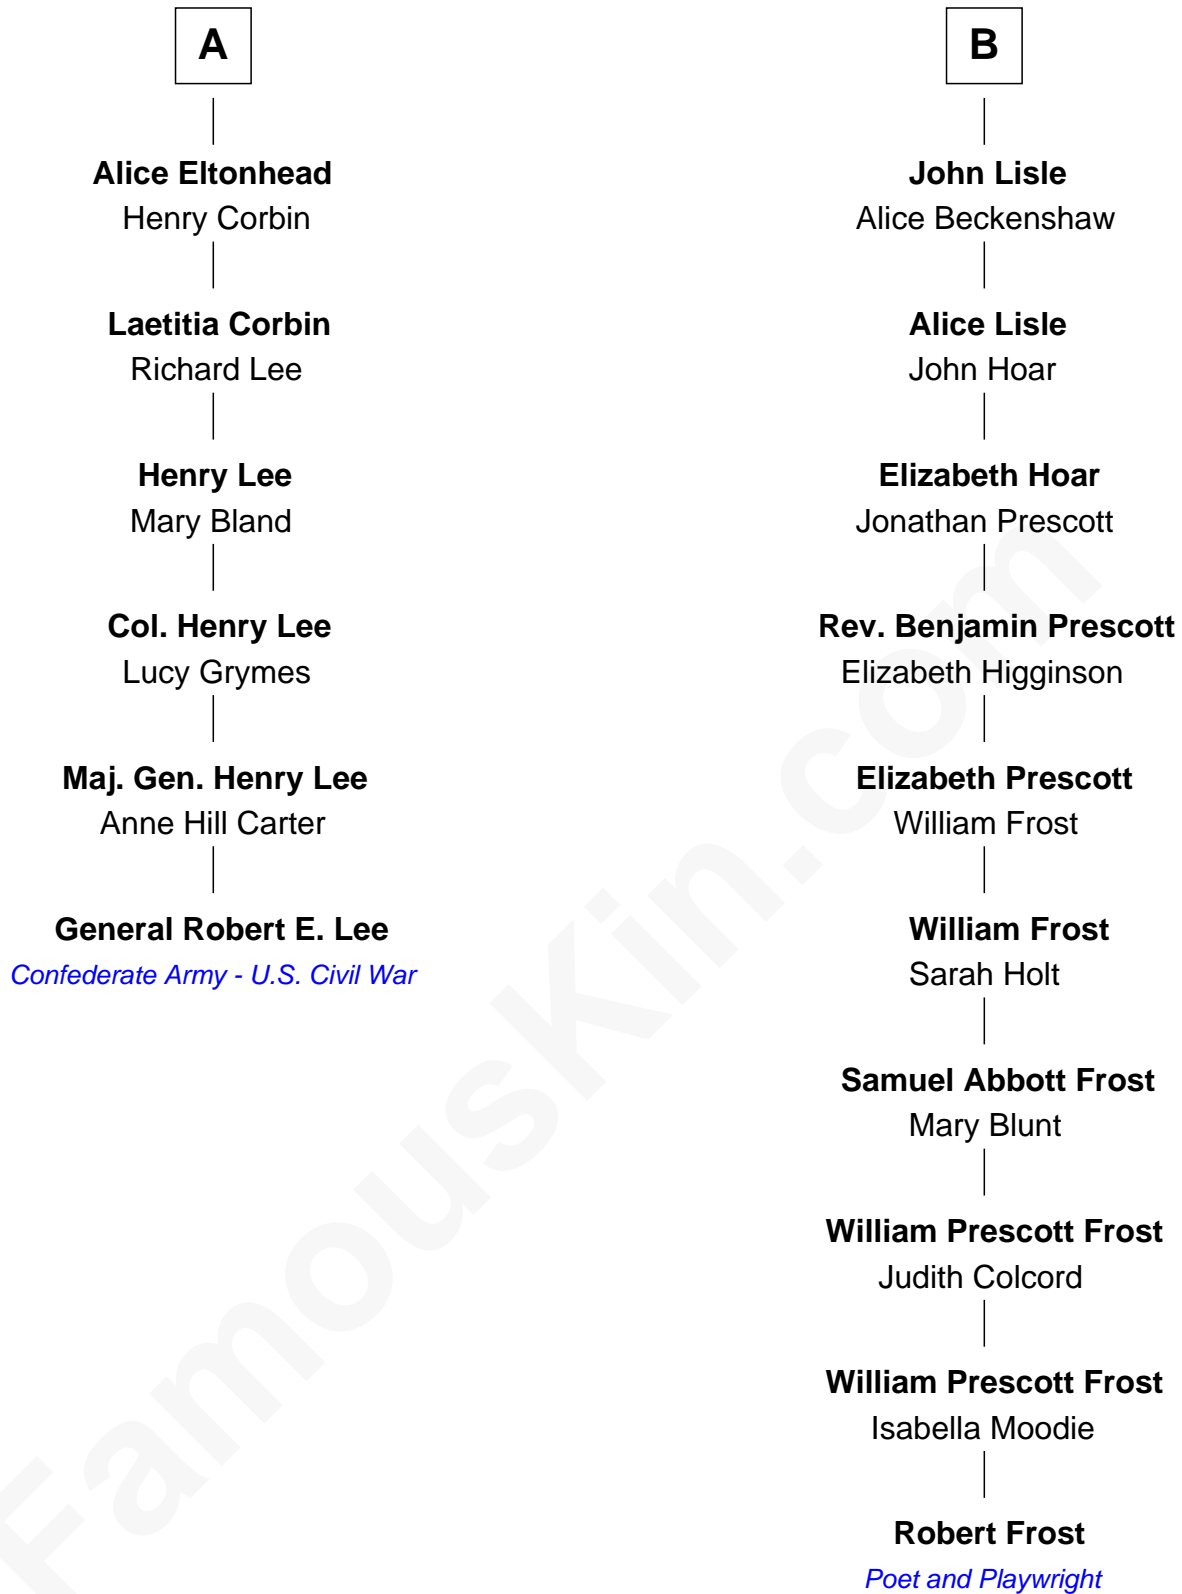 A
Alice Eltonhead
Henry Corbin
Laetitia Corbin
Richard Lee
Henry Lee
Mary Bland
Col. Henry Lee
Lucy Grymes
Maj. Gen. Henry Lee
Anne Hill Carter
General Robert E. Lee
Confederate Army - U.S. Civil War
B
John Lisle
Alice Beckenshaw
Alice Lisle
John Hoar
Elizabeth Hoar
Jonathan Prescott
Rev. Benjamin Prescott
Elizabeth Higginson
Elizabeth Prescott
William Frost
William Frost
Sarah Holt
Samuel Abbott Frost
Mary Blunt
William Prescott Frost
Judith Colcord
William Prescott Frost
Isabella Moodie
Robert Frost
Poet and Playwright
FamousKin.com